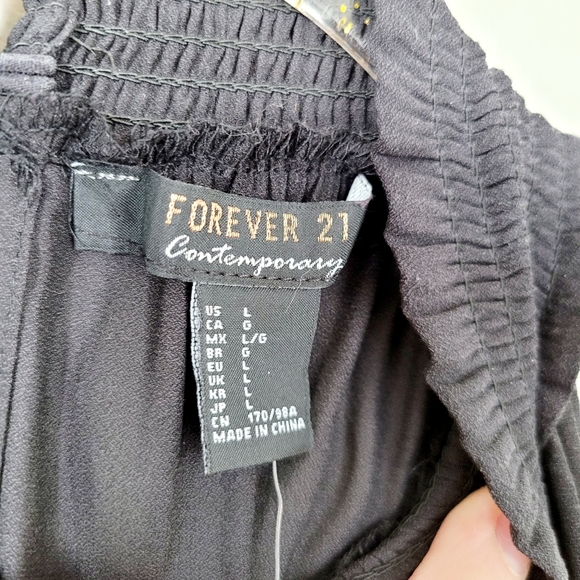 FOREVER 21
Contemporary
US L
CA G
MX L/G
BR G
EU L
UK L
KR L
JP L
CN 170/98A
MADE IN CHINA